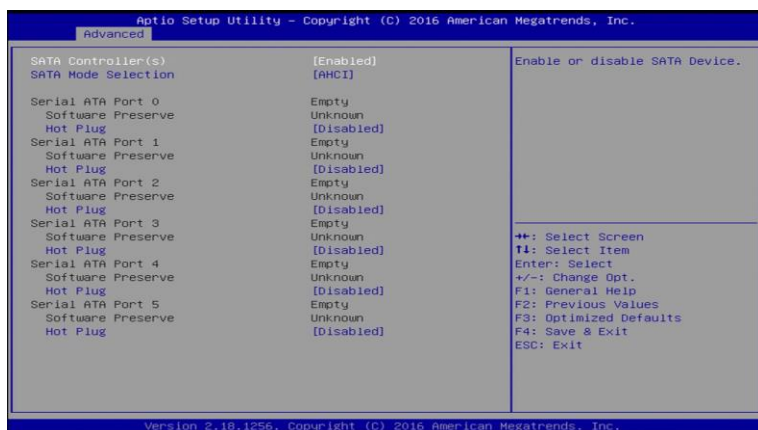 Aptio Setup Utility – Copyright (C) 2016 American Megatrends, Inc.
Advanced
SATA Controller(s) [Enabled]
SATA Mode Selection [AHCI]
Serial ATA Port 0 Empty
Software Preserve Unknown
Hot Plug [Disabled]
Serial ATA Port 1 Empty
Software Preserve Unknown
Hot Plug [Disabled]
Serial ATA Port 2 Empty
Software Preserve Unknown
Hot Plug [Disabled]
Serial ATA Port 3 Empty
Software Preserve Unknown
Hot Plug [Disabled]
Serial ATA Port 4 Empty
Software Preserve Unknown
Hot Plug [Disabled]
Serial ATA Port 5 Empty
Software Preserve Unknown
Hot Plug [Disabled]
Enable or disable SATA Device.
→←: Select Screen
↑↓: Select Item
Enter: Select
+/-: Change Opt.
F1: General Help
F2: Previous Values
F3: Optimized Defaults
F4: Save & Exit
ESC: Exit
Version 2.18.1256. Copyright (C) 2016 American Megatrends, Inc.